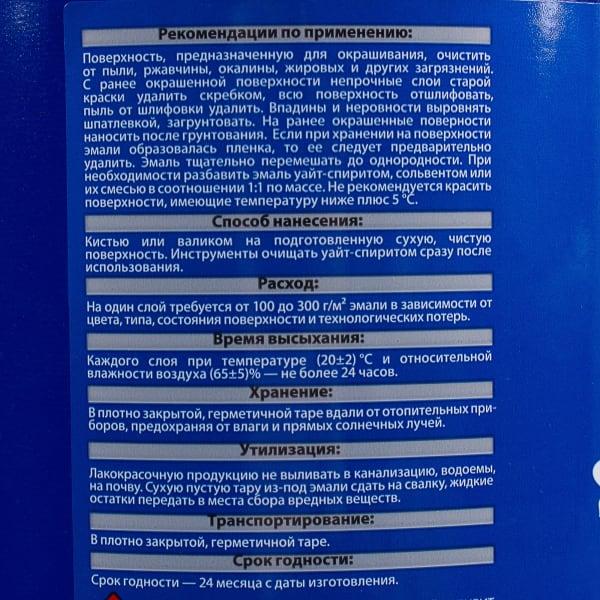 Рекомендации по применению:
Поверхность, предназначенную для окрашивания, очистить
от пыли, ржавчины, окалины, жировых и других загрязнений.
С ранее окрашенной поверхности непрочные слои старой
краски удалить скребком, всю поверхность отшлифовать,
пыль от шлифовки удалить. Впадины и неровности выровнять
шпатлевкой, загрунтовать. На ранее окрашенные поверности
наносить после грунтования. Если при хранении на поверхности
эмали образовалась пленка, то ее следует предварительно
удалить. Эмаль тщательно перемешать до однородности. При
необходимости разбавить эмаль уайт-спиритом, сольвентом или
их смесью в соотношении 1:1 по массе. Не рекомендуется красить
поверхности, имеющие температуру ниже плюс 5 °С.
Способ нанесения:
Кистью или валиком на подготовленную сухую, чистую
поверхность. Инструменты очищать уайт-спиритом сразу после
использования.
Расход:
На один слой требуется от 100 до 300 г/м² эмали в зависимости от
цвета, типа, состояния поверхности и технологических потерь.
Время высыхания:
Каждого слоя при температуре (20±2) °С и относительной
влажности воздуха (65±5)% — не более 24 часов.
Хранение:
В плотно закрытой, герметичной таре вдали от отопительных при-
боров, предохраняя от влаги и прямых солнечных лучей.
Утилизация:
Лакокрасочную продукцию не выливать в канализацию, водоемы,
на почву. Сухую пустую тару из-под эмали сдать на свалку, жидкие
остатки передать в места сбора вредных веществ.
Транспортирование:
В плотно закрытой, герметичной таре.
Срок годности:
Срок годности — 24 месяца с даты изготовления.